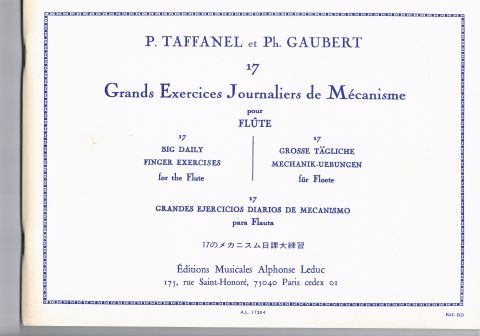 P. TAFFANEL et Ph. GAUBERT
17
Grands Exercices Journaliers de Mécanisme
pour
FLÛTE
17
BIG DAILY
FINGER EXERCISES
for the Flute
17
GROSSE TÄGLICHE
MECHANIK-UEBUNGEN
für Floete
17
GRANDES EJERCICIOS DIARIOS DE MECANISMO
para Flauta
17のメカニスム日課大練習
Éditions Musicales Alphonse Leduc
175, rue Saint-Honoré, 75040 Paris cedex 01
A.L. 17204